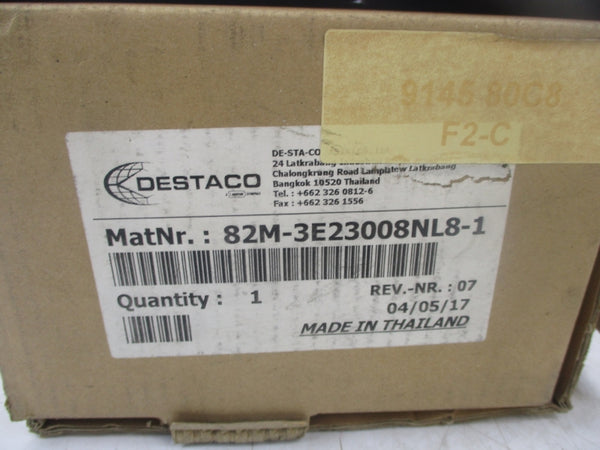 9145 80C8
F2-C
DE-STA-CO
24 Latkrabang
Chalongkrung Road Lamplatew Latkrabang
Bangkok 10520 Thailand
Tel. : +662 326 0812-6
Fax : +662 326 1556
DESTACO
MatNr. : 82M-3E23008NL8-1
Quantity : 1
REV.-NR. : 07
04/05/17
MADE IN THAILAND